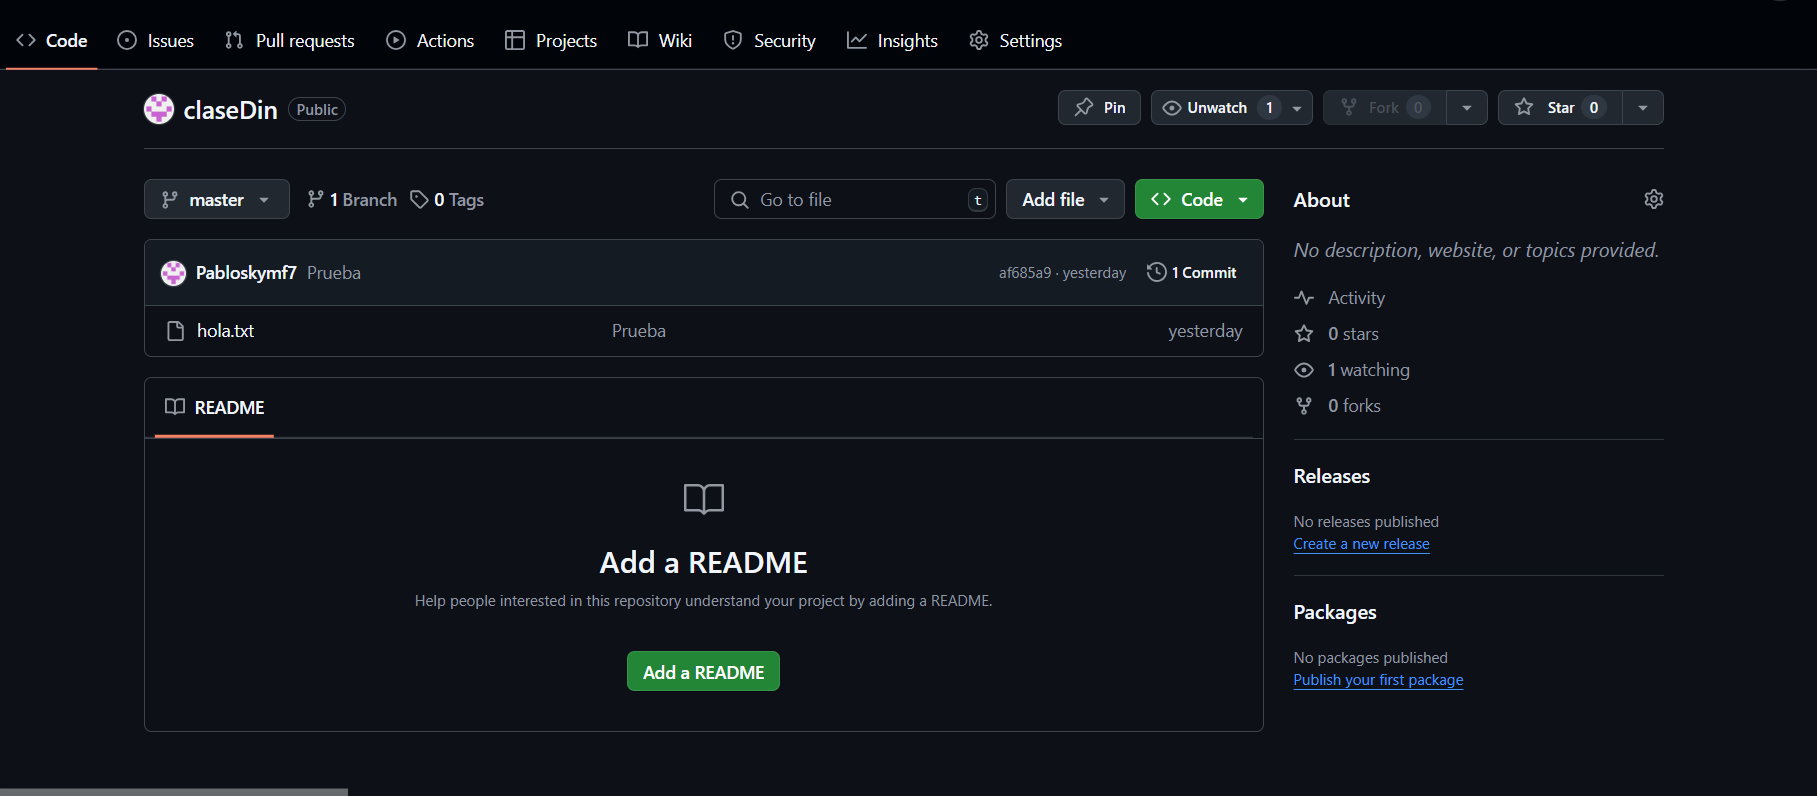 Code Issues Pull requests Actions Projects Wiki Security Insights Settings
claseDin Public Pin Unwatch 1 Fork 0 Star 0
master 1 Branch 0 Tags Go to file t Add file Code
Pabloskymf7 Prueba af685a9 · yesterday 1 Commit
hola.txt Prueba yesterday
README
Add a README
Help people interested in this repository understand your project by adding a README.
Add a README
About
No description, website, or topics provided.
Activity
0 stars
1 watching
0 forks
Releases
No releases published
Create a new release
Packages
No packages published
Publish your first package